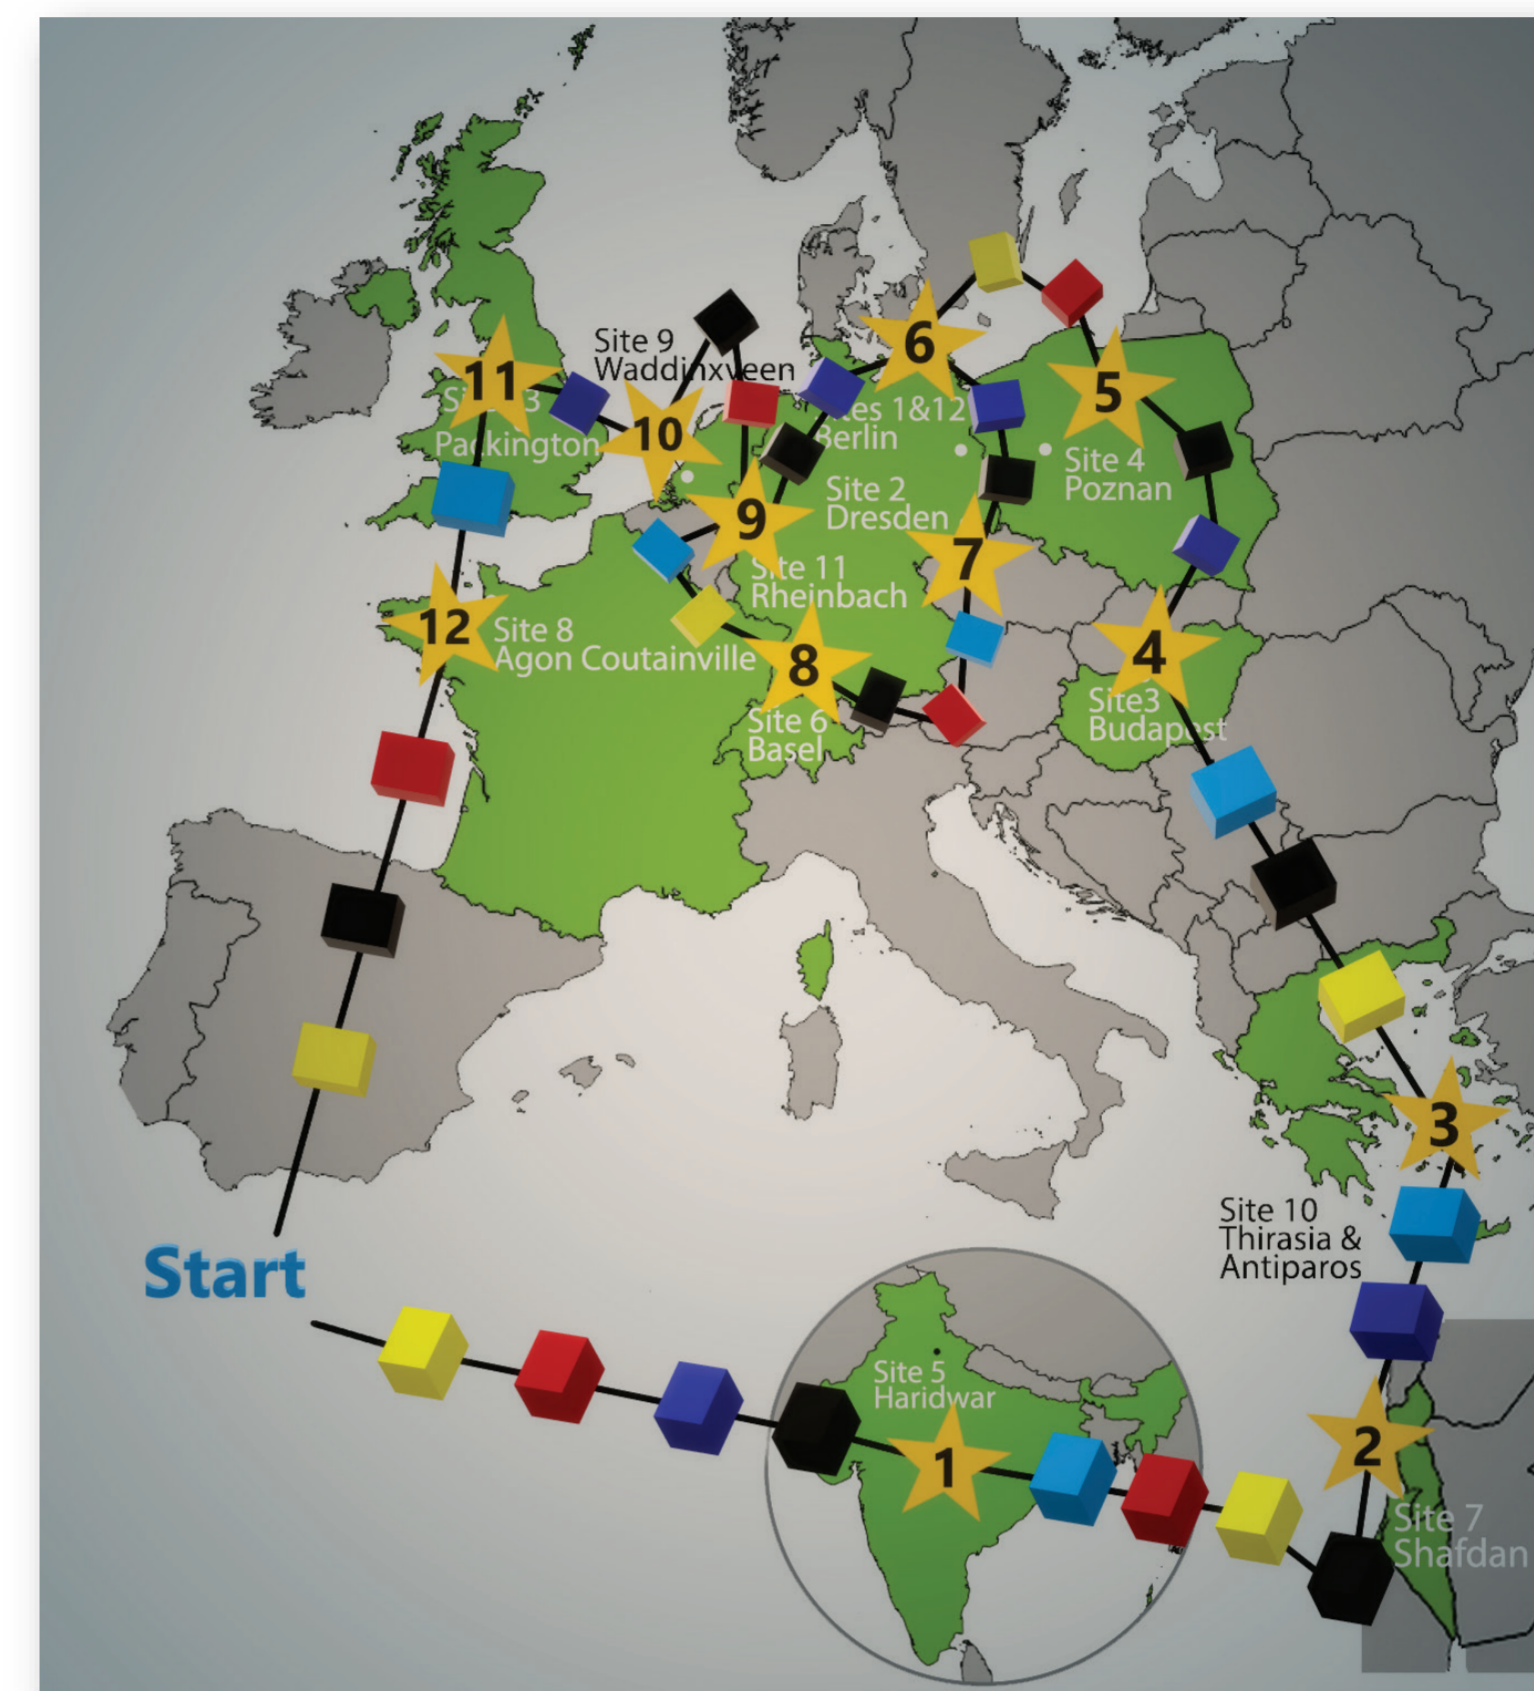 6
Site 9
Waddinxveen
11
5
10
Packington
1&12
Berlin
Site 4
Poznan
Site 2
Dresden
9
7
Site 11
Rheinbach
12
Site 8
Agon Coutainville
8
4
Site 6
Basel
Site3
Budapest
3
Site 10
Thirasia &
Antiparos
Start
Site 5
Haridwar
1
2
Site 7
Shafdan